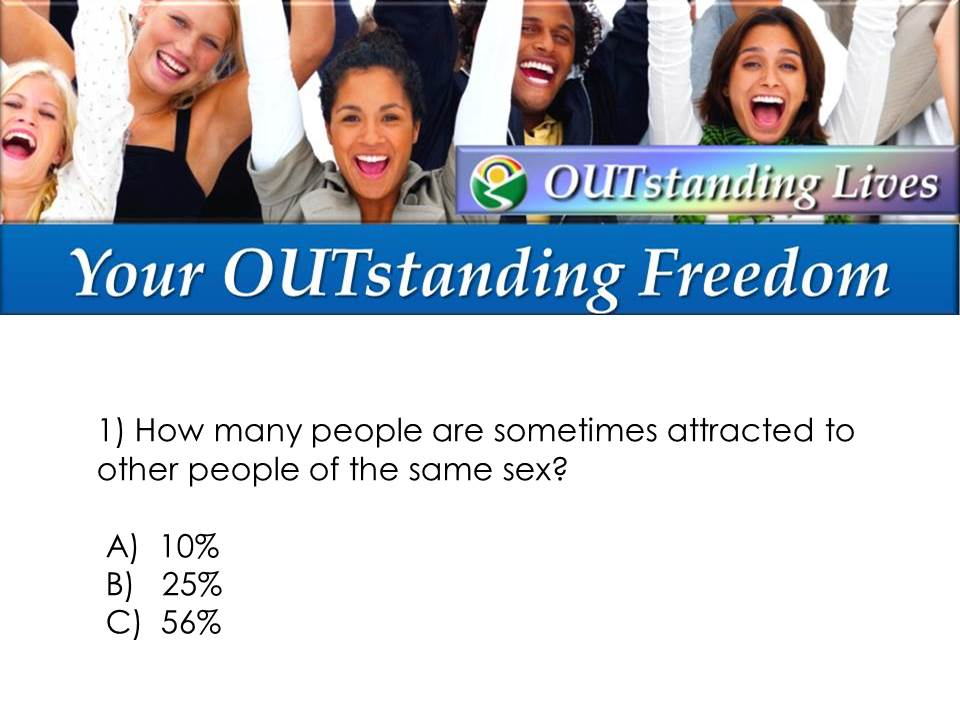 OUTstanding Lives
Your OUTstanding Freedom
1) How many people are sometimes attracted to
other people of the same sex?
A) 10%
B) 25%
C) 56%